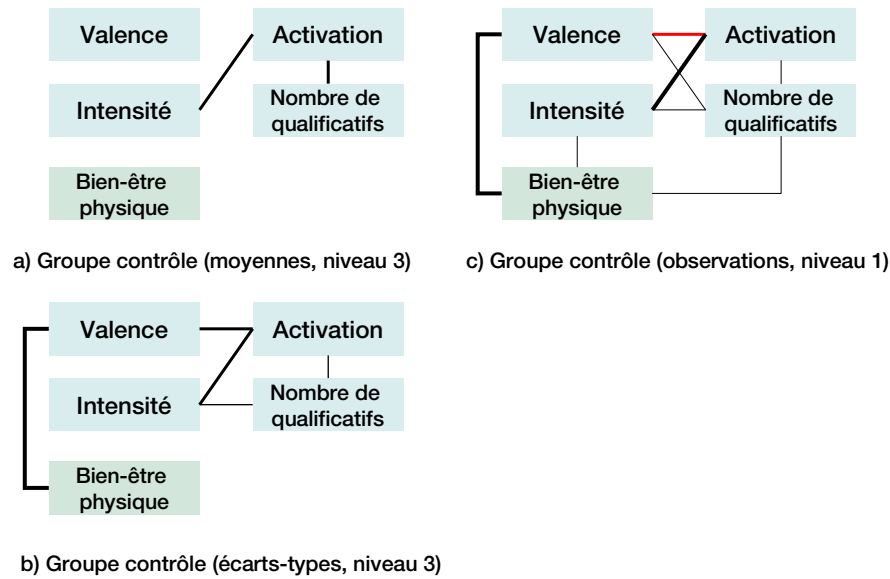 Valence
Activation
Intensité
Nombre de
qualificatifs
Bien-être
physique
a) Groupe contrôle (moyennes, niveau 3)
Valence
Activation
Intensité
Nombre de
qualificatifs
Bien-être
physique
c) Groupe contrôle (observations, niveau 1)
Valence
Activation
Intensité
Nombre de
qualificatifs
Bien-être
physique
b) Groupe contrôle (écarts-types, niveau 3)